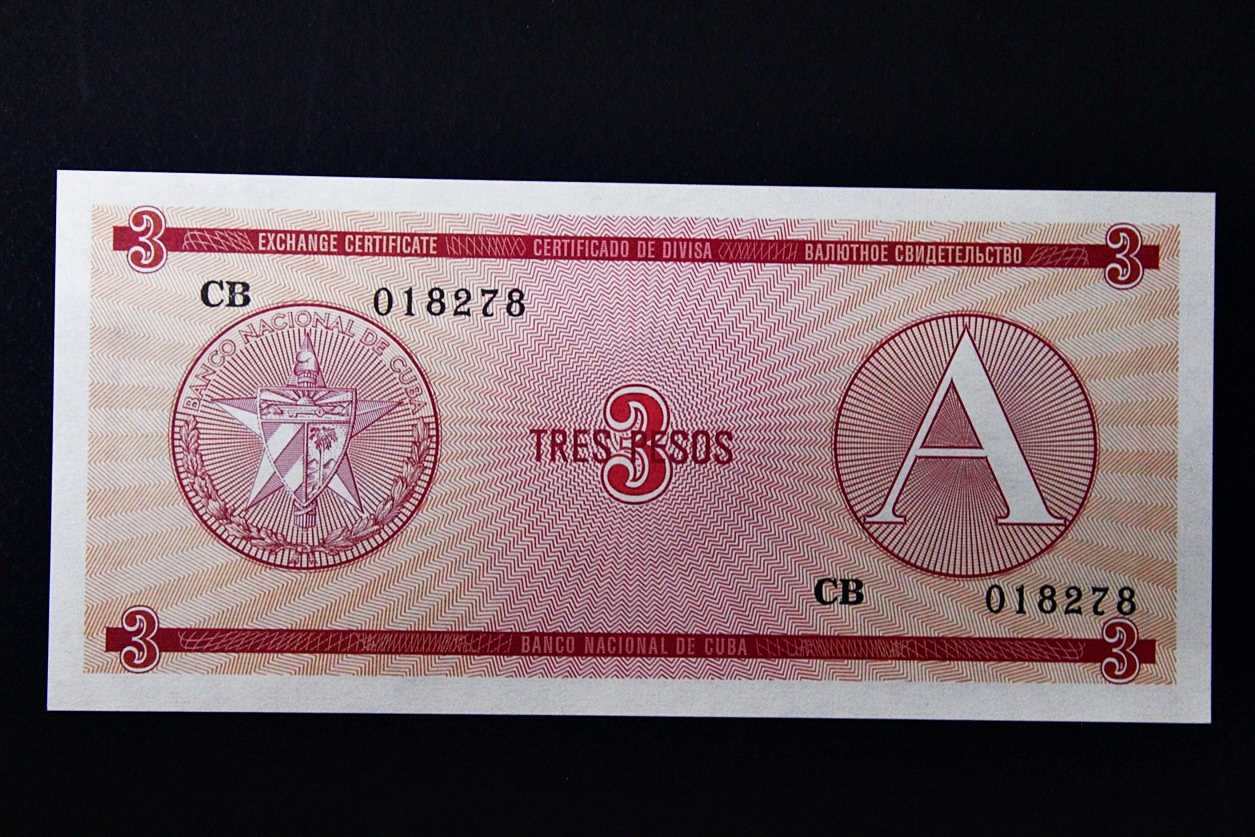 3 EXCHANGE CERTIFICATE CERTIFICADO DE DIVISA ВАЛЮТНОЕ СВИДЕТЕЛЬСТВО 3
CB 018278
BANCO NACIONAL DE CUBA
A
3
TRES PESOS
CB 018278
3 BANCO NACIONAL DE CUBA 3